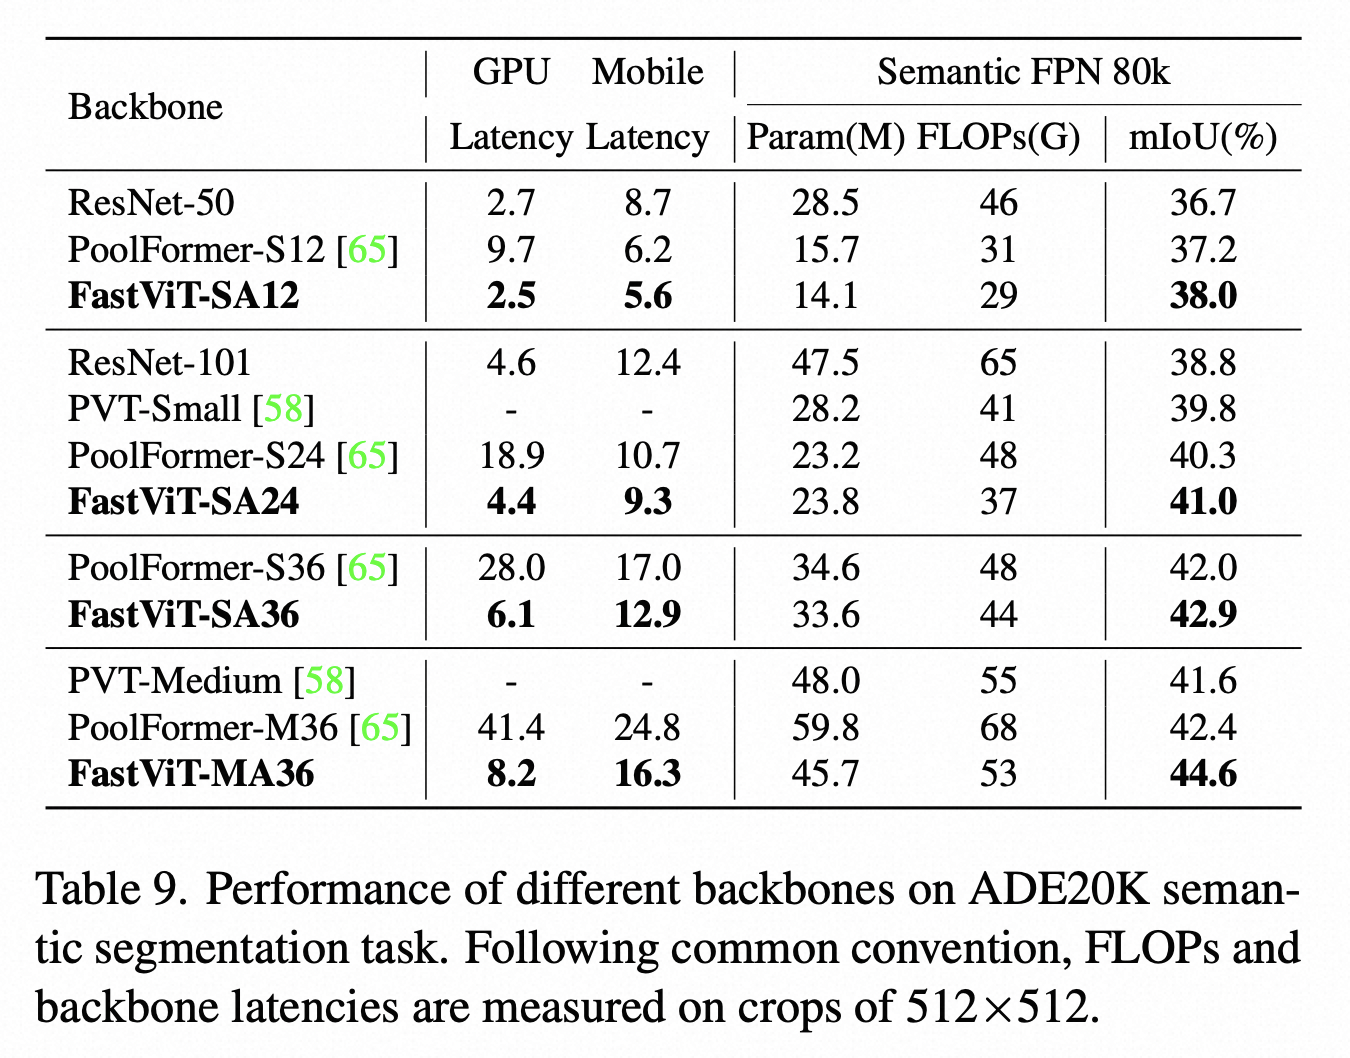 GPU Mobile Semantic FPN 80k
Backbone
Latency Latency Param(M) FLOPs(G) mIoU(%)
ResNet-50 2.7 8.7 28.5 46 36.7
PoolFormer-S12 [65] 9.7 6.2 15.7 31 37.2
FastViT-SA12 2.5 5.6 14.1 29 38.0
ResNet-101 4.6 12.4 47.5 65 38.8
PVT-Small [58] - - 28.2 41 39.8
PoolFormer-S24 [65] 18.9 10.7 23.2 48 40.3
FastViT-SA24 4.4 9.3 23.8 37 41.0
PoolFormer-S36 [65] 28.0 17.0 34.6 48 42.0
FastViT-SA36 6.1 12.9 33.6 44 42.9
PVT-Medium [58] - - 48.0 55 41.6
PoolFormer-M36 [65] 41.4 24.8 59.8 68 42.4
FastViT-MA36 8.2 16.3 45.7 53 44.6
Table 9. Performance of different backbones on ADE20K seman-
tic segmentation task. Following common convention, FLOPs and
backbone latencies are measured on crops of 512×512.